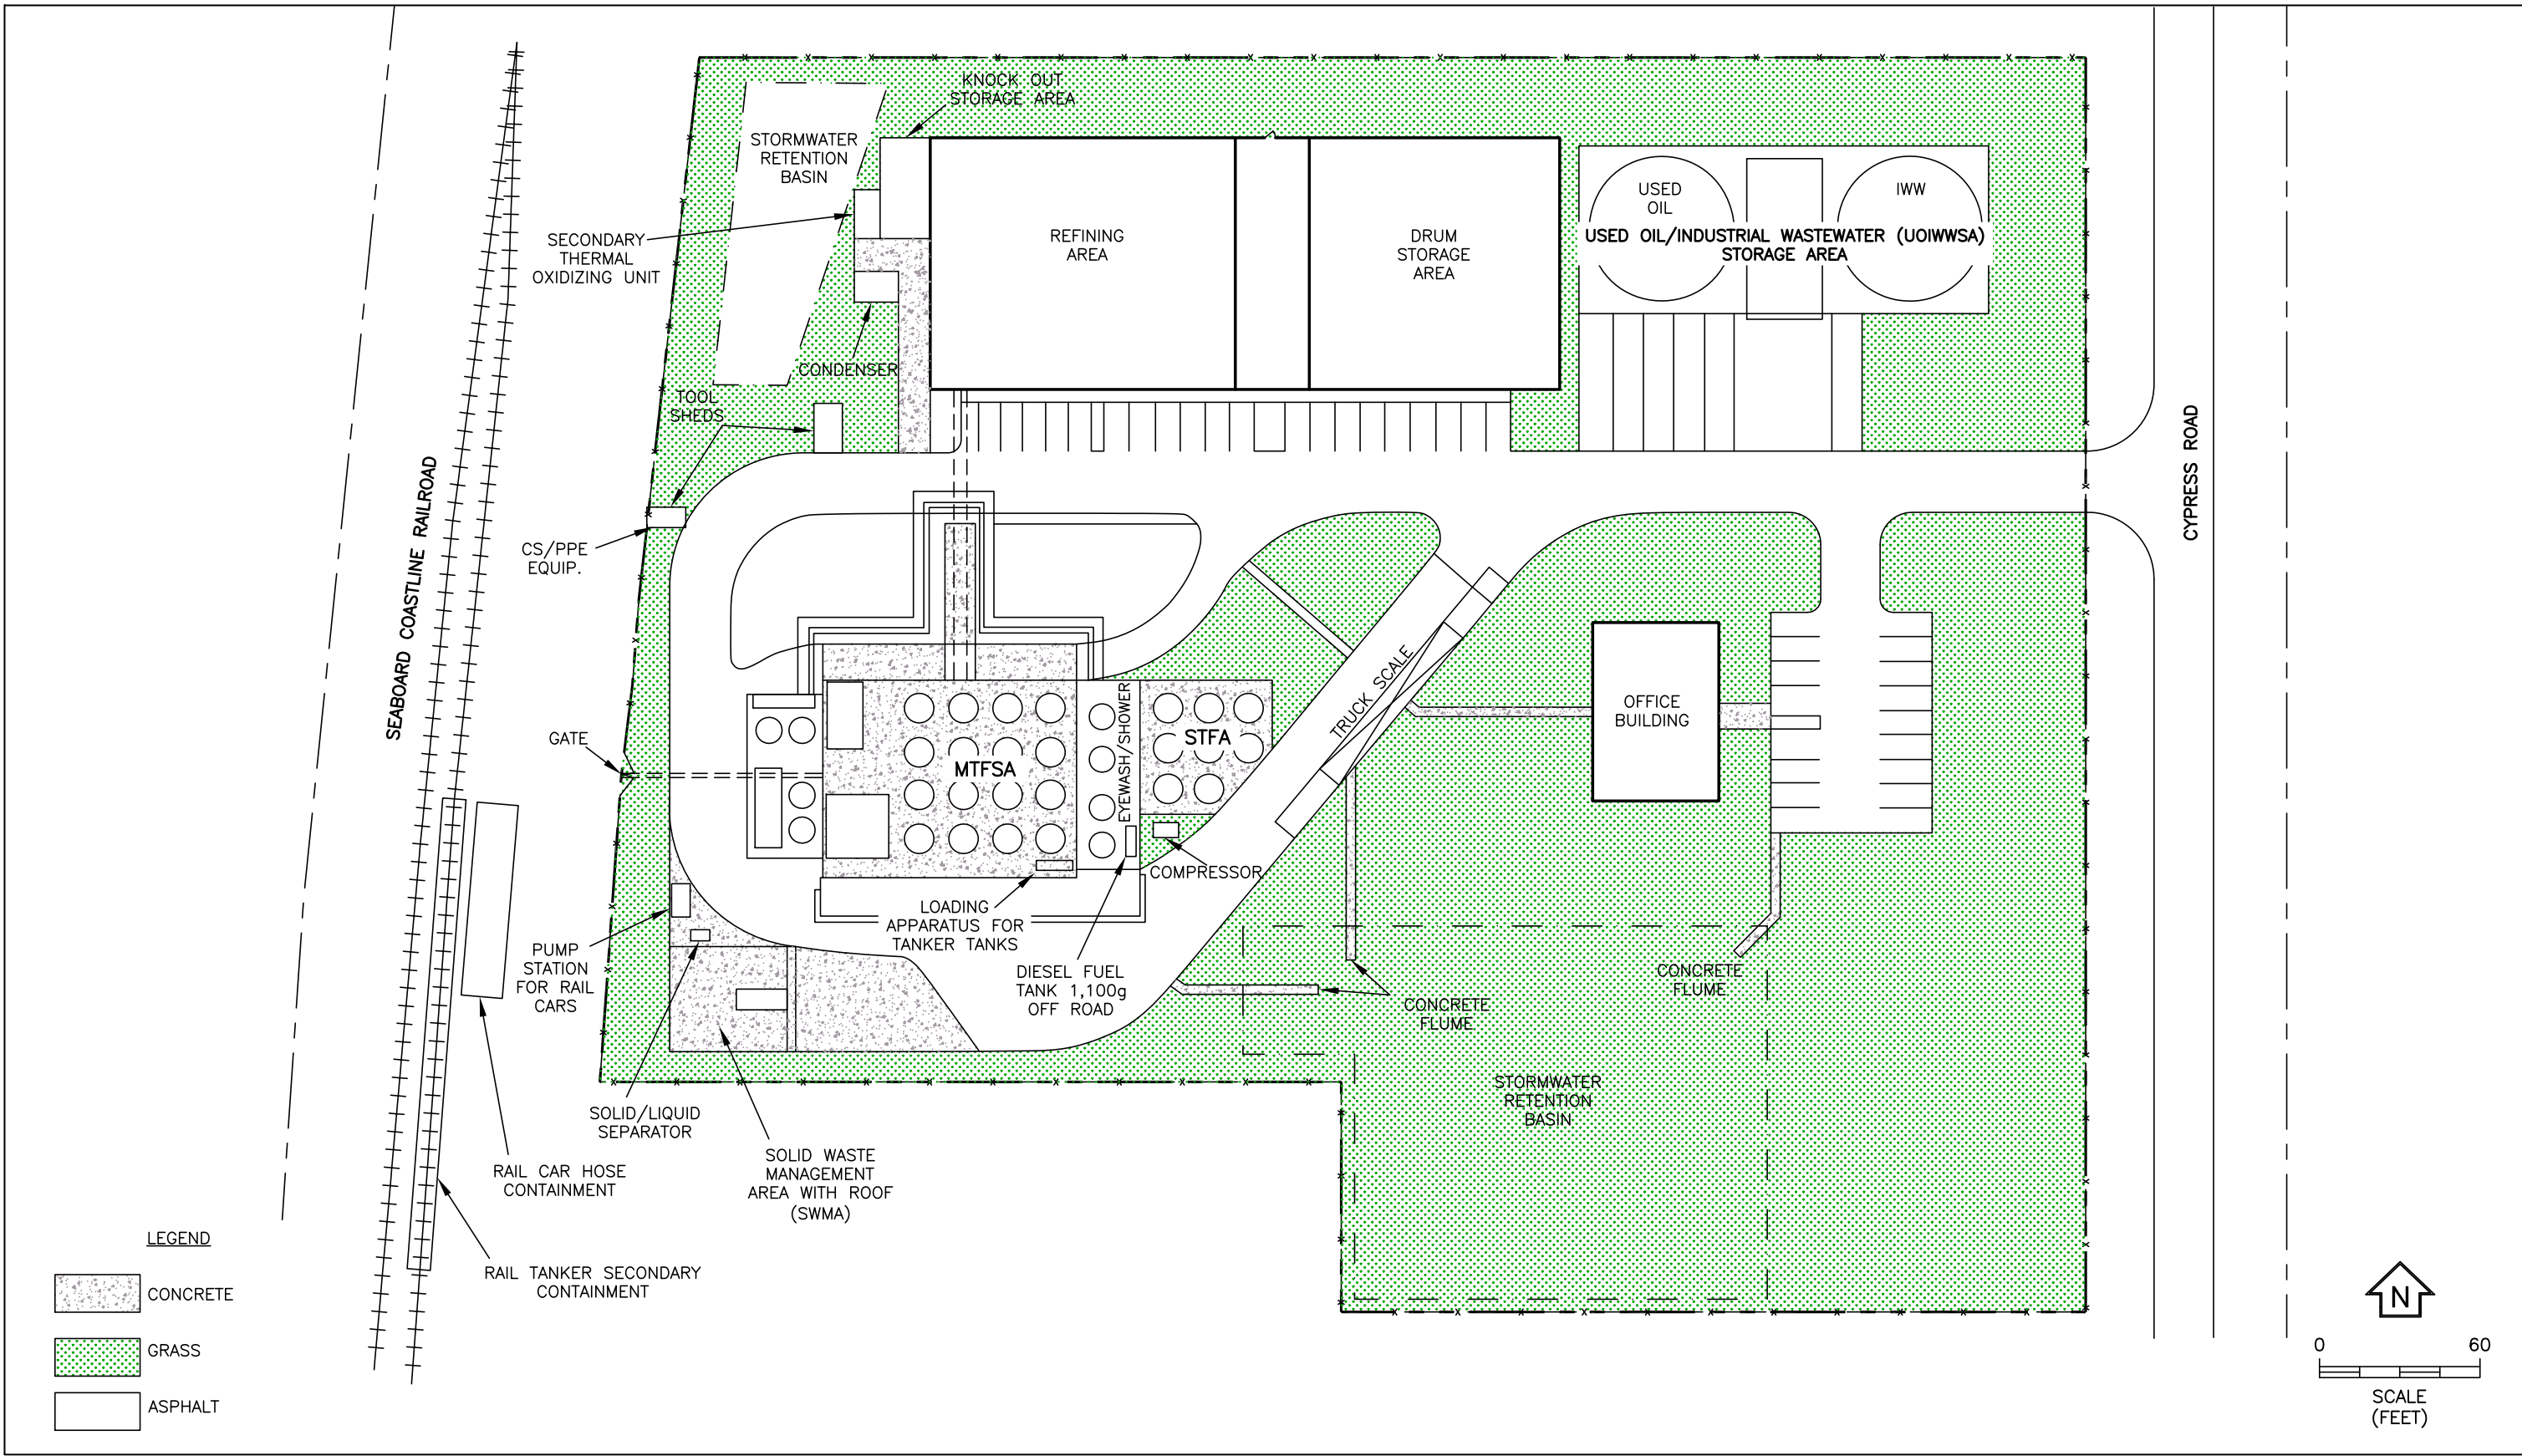 KNOCK OUT
STORAGE AREA
STORMWATER
RETENTION
BASIN
SECONDARY
THERMAL
OXIDIZING UNIT
REFINING
AREA
DRUM
STORAGE
AREA
USED
OIL
IWW
USED OIL/INDUSTRIAL WASTEWATER (UOIWWSA)
STORAGE AREA
CONDENSER
TOOL
SHEDS
CYPRESS ROAD
SEABOARD COASTLINE RAILROAD
CS/PPE
EQUIP.
GATE
MTFSA
EYEWASH/SHOWER
STFA
TRUCK SCALE
OFFICE
BUILDING
COMPRESSOR
LOADING
APPARATUS FOR
TANKER TANKS
PUMP
STATION
FOR RAIL
CARS
DIESEL FUEL
TANK 1,100g
OFF ROAD
CONCRETE
FLUME
CONCRETE
FLUME
STORMWATER
RETENTION
BASIN
SOLID/LIQUID
SEPARATOR
SOLID WASTE
MANAGEMENT
AREA WITH ROOF
(SWMA)
RAIL CAR HOSE
CONTAINMENT
RAIL TANKER SECONDARY
CONTAINMENT
LEGEND
CONCRETE
GRASS
ASPHALT
N
0 60
SCALE
(FEET)